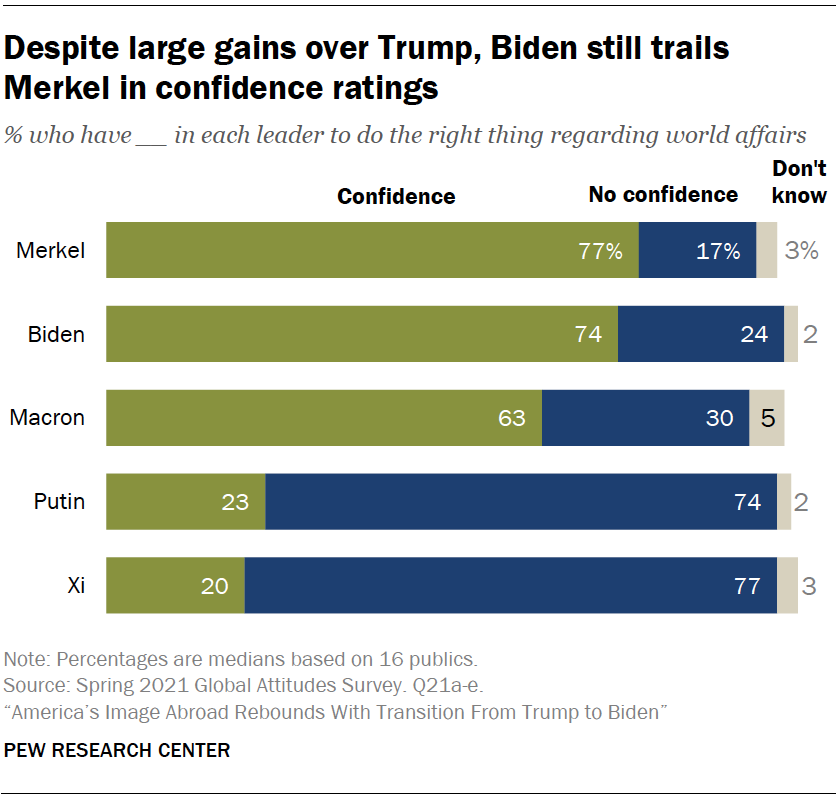 Despite large gains over Trump, Biden still trails
Merkel in confidence ratings
% who have __ in each leader to do the right thing regarding world affairs
Confidence No confidence Don't know
Merkel 77% 17% 3%
Biden 74 24 2
Macron 63 30 5
Putin 23 74 2
Xi 20 77 3
Note: Percentages are medians based on 16 publics.
Source: Spring 2021 Global Attitudes Survey. Q21a-e.
“America’s Image Abroad Rebounds With Transition From Trump to Biden”
PEW RESEARCH CENTER